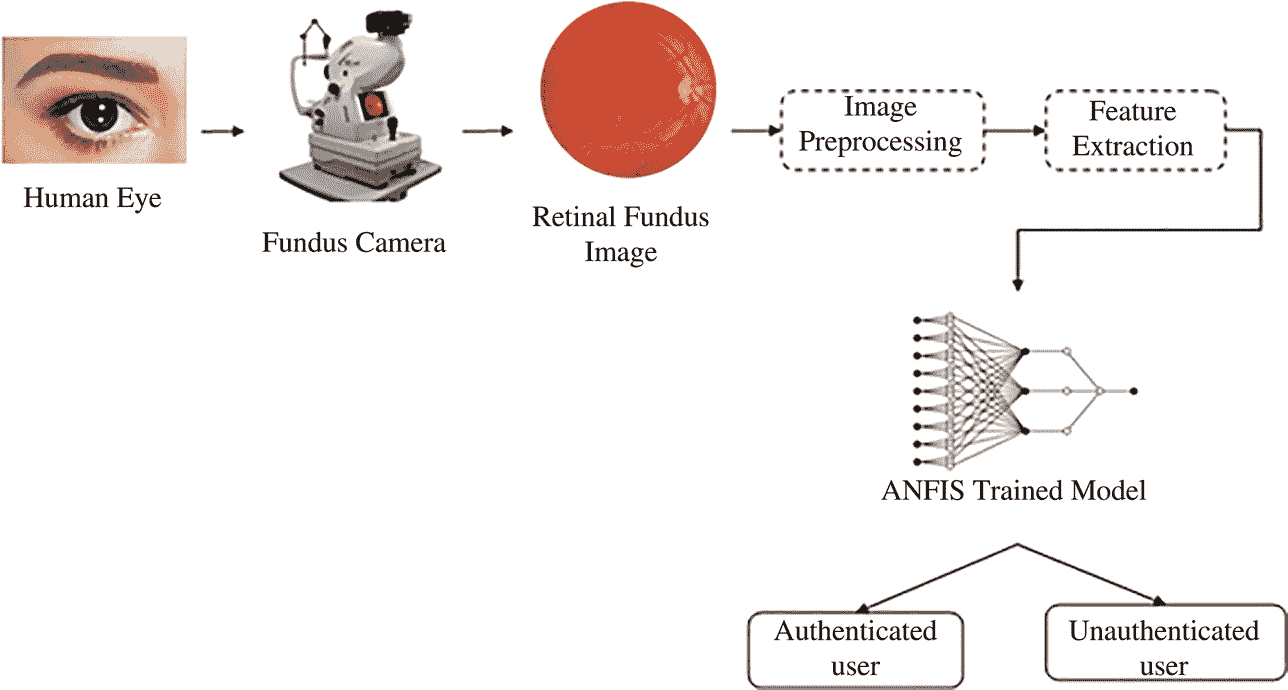 Human Eye
Fundus Camera
Retinal Fundus
Image
Image
Preprocessing
Feature
Extraction
ANFIS Trained Model
Authenticated
user
Unauthenticated
user